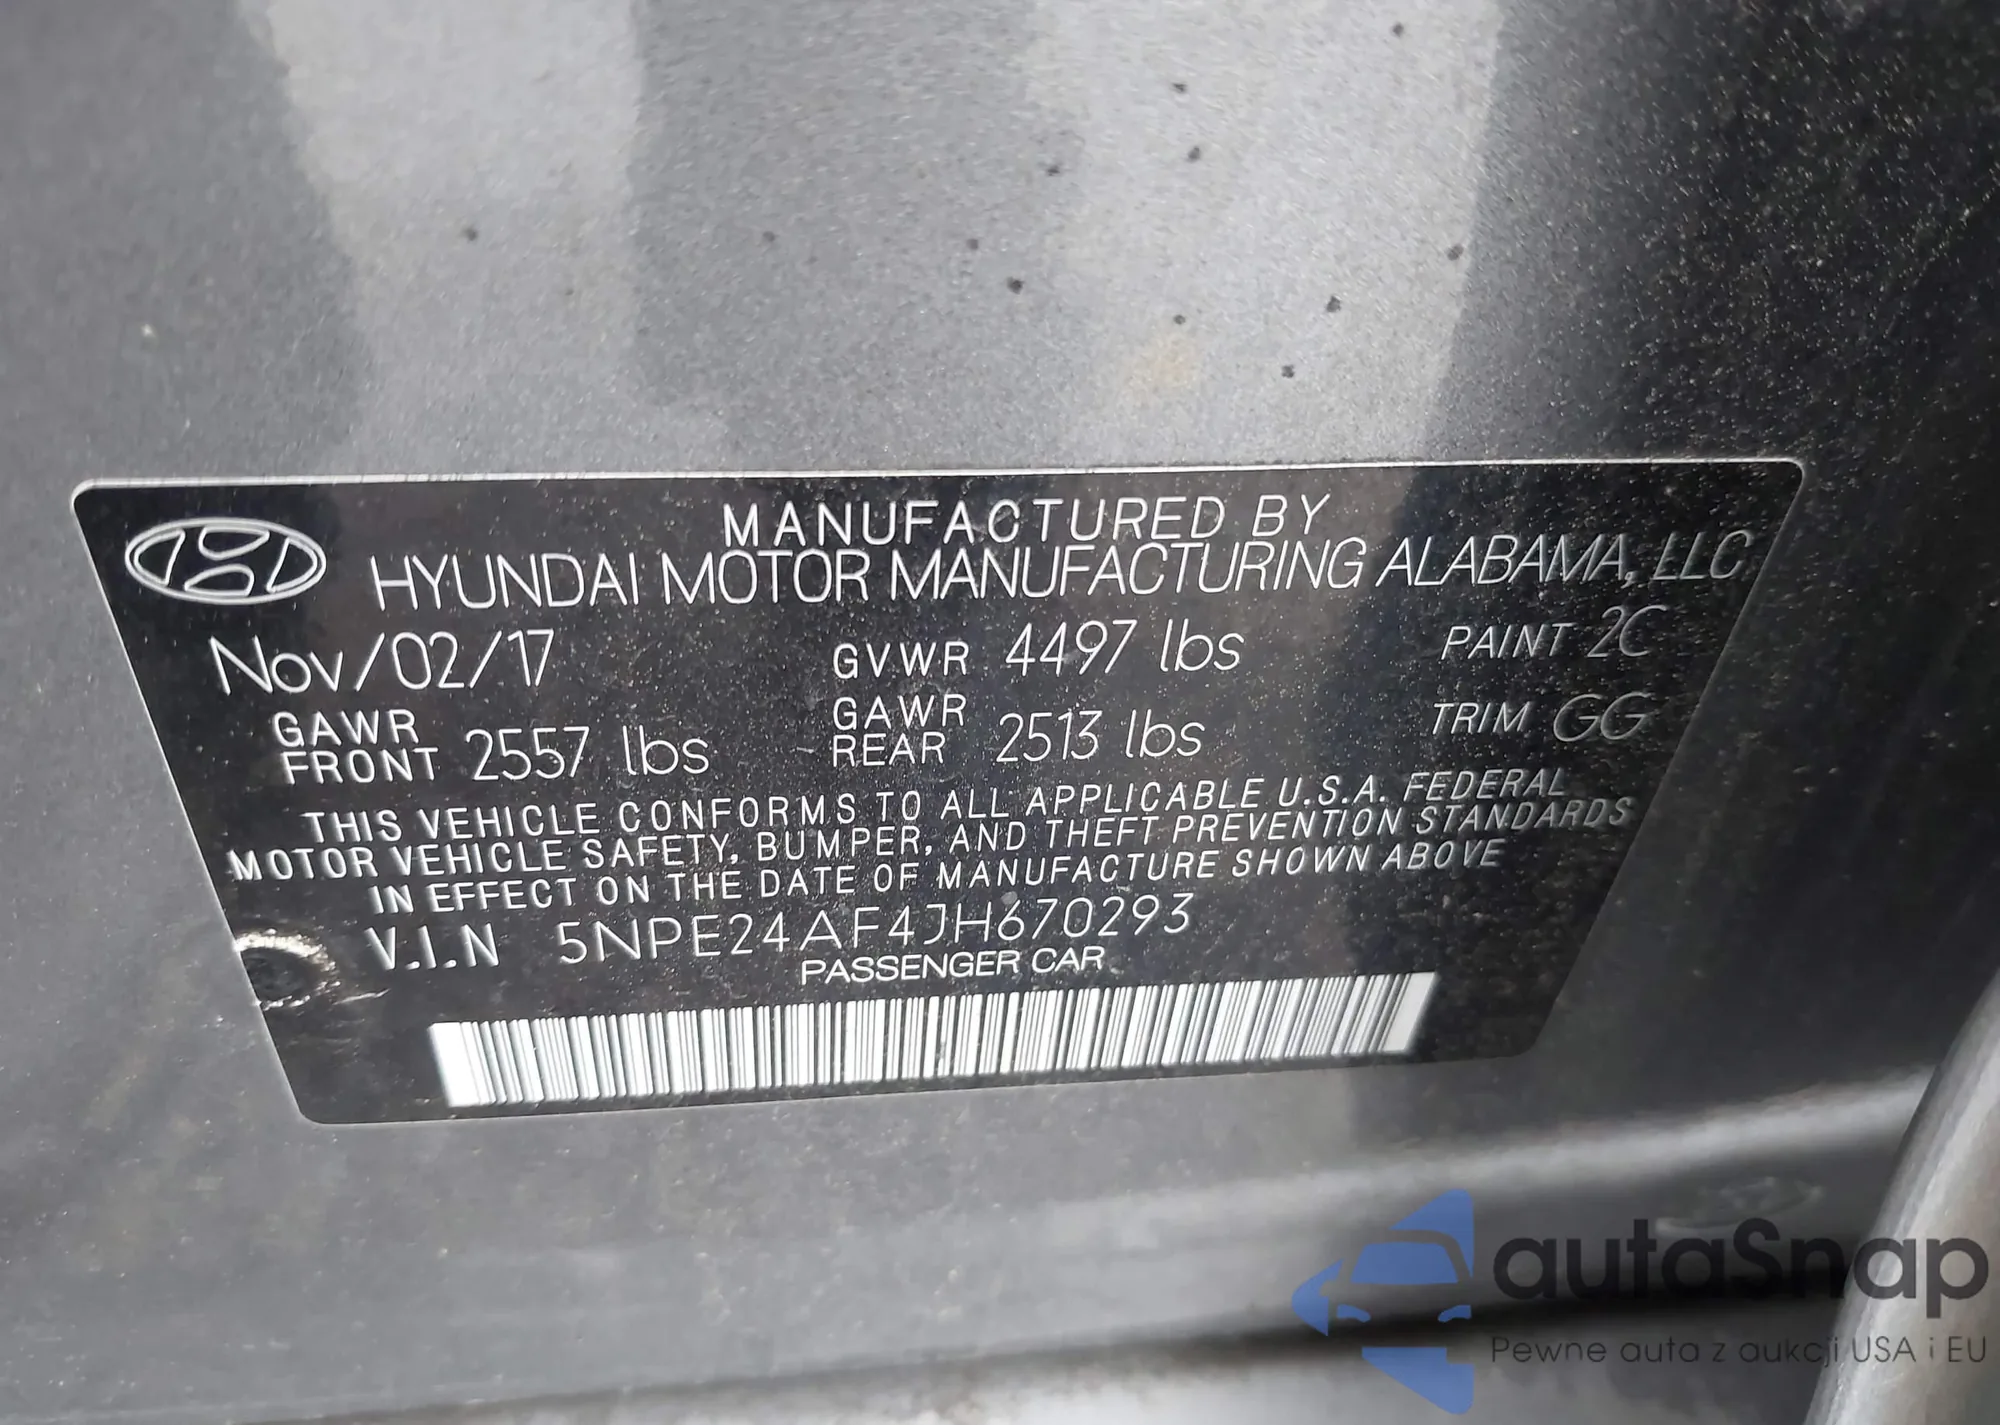 MANUFACTURED BY
HYUNDAI MOTOR MANUFACTURING ALABAMA, LLC
Nov/02/17 GVWR 4497 lbs PAINT 2C
GAWR FRONT 2557 lbs GAWR REAR 2513 lbs TRIM GG
THIS VEHICLE CONFORMS TO ALL APPLICABLE U.S.A. FEDERAL
MOTOR VEHICLE SAFETY, BUMPER, AND THEFT PREVENTION STANDARDS
IN EFFECT ON THE DATE OF MANUFACTURE SHOWN ABOVE
V.I.N 5NPE24AF4JH670293
PASSENGER CAR
autaSnap
Pewne auta z aukcji USA i EU